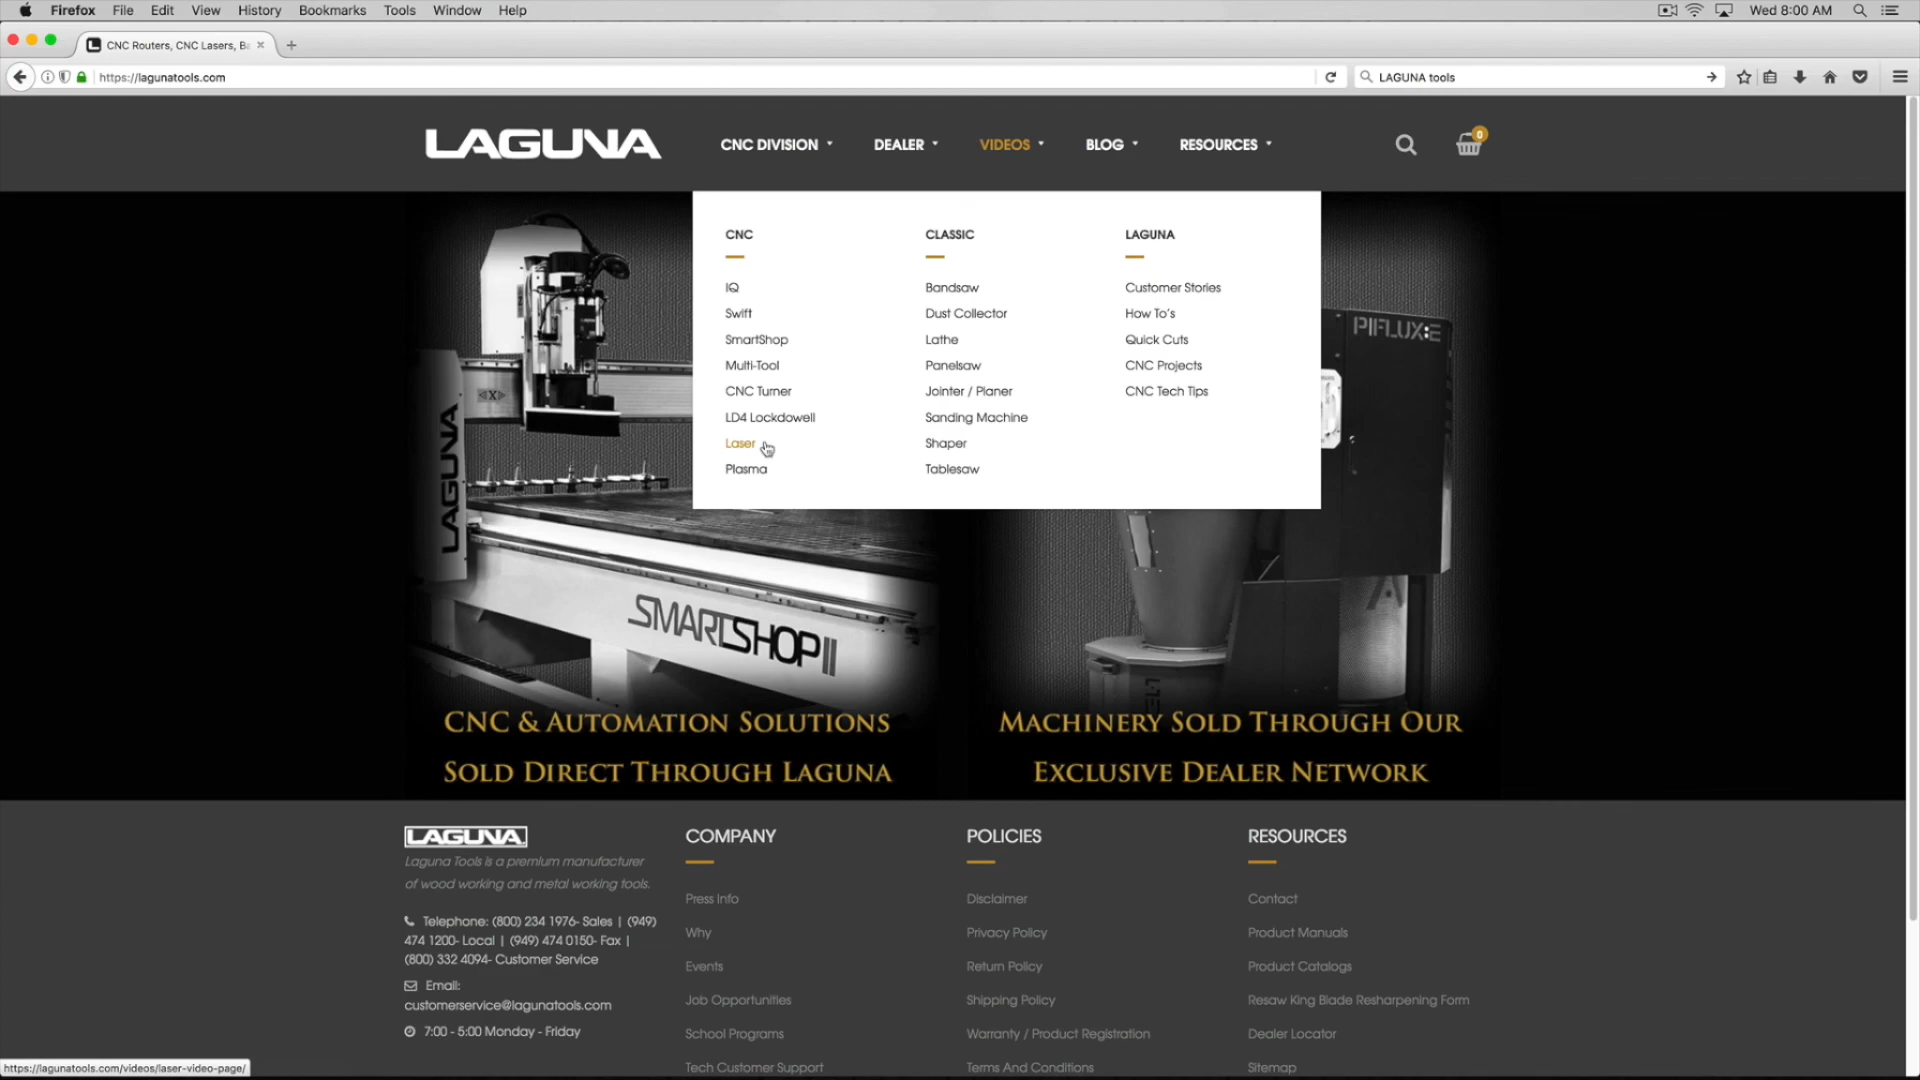 Firefox File Edit View History Bookmarks Tools Window Help
Wed 8:00 AM
CNC Routers, CNC Lasers, Ba
https://lagunatools.com
LAGUNA tools
LAGUNA
CNC DIVISION
DEALER
VIDEOS
BLOG
RESOURCES
0
CNC
IQ
Swift
SmartShop
Multi-Tool
CNC Turner
LD4 Lockdowell
Laser
Plasma
CLASSIC
Bandsaw
Dust Collector
Lathe
Panelsaw
Jointer / Planer
Sanding Machine
Shaper
Tablesaw
LAGUNA
Customer Stories
How To's
Quick Cuts
CNC Projects
CNC Tech Tips
LAGUNA
SMARTSHOP II
PIFLUX:E
CNC & Automation Solutions
Sold Direct Through Laguna
Machinery Sold Through Our
Exclusive Dealer Network
LAGUNA
Laguna Tools is a premium manufacturer
of wood working and metal working tools.
Telephone: (800) 234 1976- Sales | (949)
474 1200- Local | (949) 474 0150- Fax |
(800) 332 4094- Customer Service
Email:
customerservice@lagunatools.com
7:00 - 5:00 Monday - Friday
COMPANY
Press Info
Why
Events
Job Opportunities
School Programs
Tech Customer Support
POLICIES
Disclaimer
Privacy Policy
Return Policy
Shipping Policy
Warranty / Product Registration
Terms And Conditions
RESOURCES
Contact
Product Manuals
Product Catalogs
Resaw King Blade Resharpening Form
Dealer Locator
Sitemap
https://lagunatools.com/videos/laser-video-page/